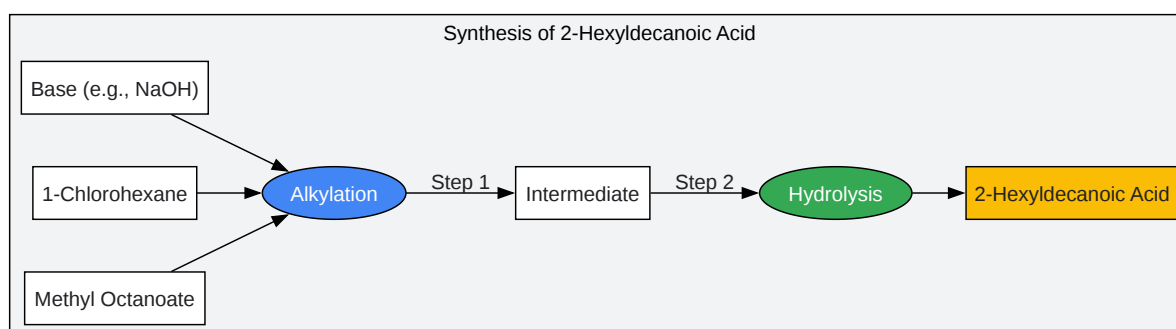 Synthesis of 2-Hexyldecanoic Acid
Base (e.g., NaOH)
1-Chlorohexane
Alkylation
Step 1
Intermediate
Step 2
Hydrolysis
2-Hexyldecanoic Acid
Methyl Octanoate